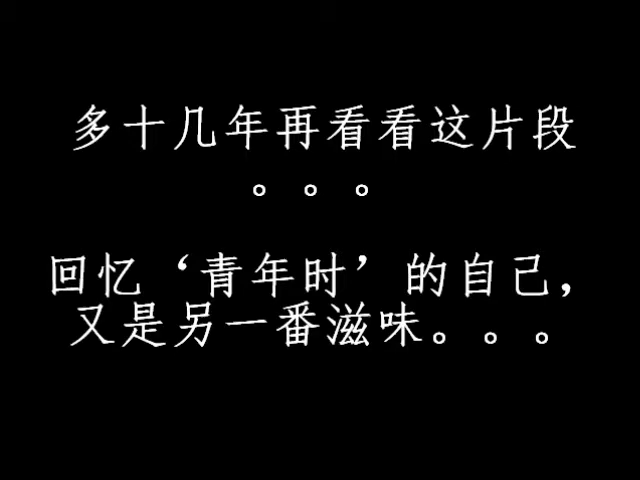 多十几年再看看这片段
。。。
回忆‘青年时’的自己，
又是另一番滋味。。。